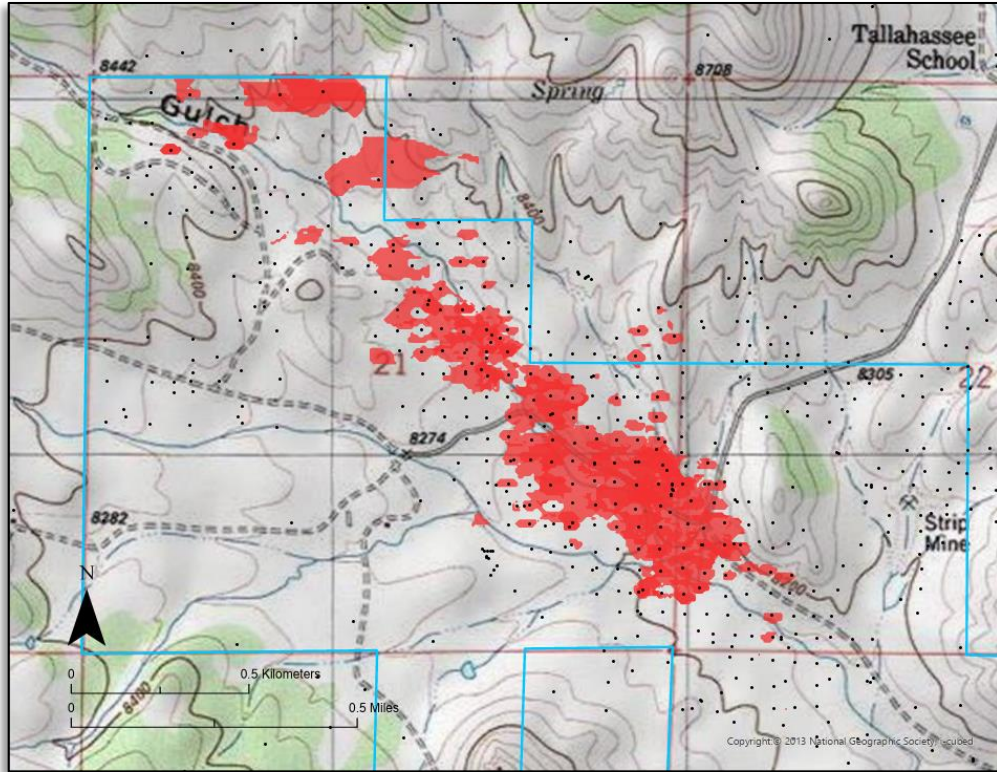 Tallahassee
School
8442
8708
Spring
Gulch
8400
8400
21
8305
22
8274
8282
Strip
Mine
N
8400
0 0.5 Kilometers
0 0.5 Miles
Copyright:© 2013 National Geographic Society, i-cubed